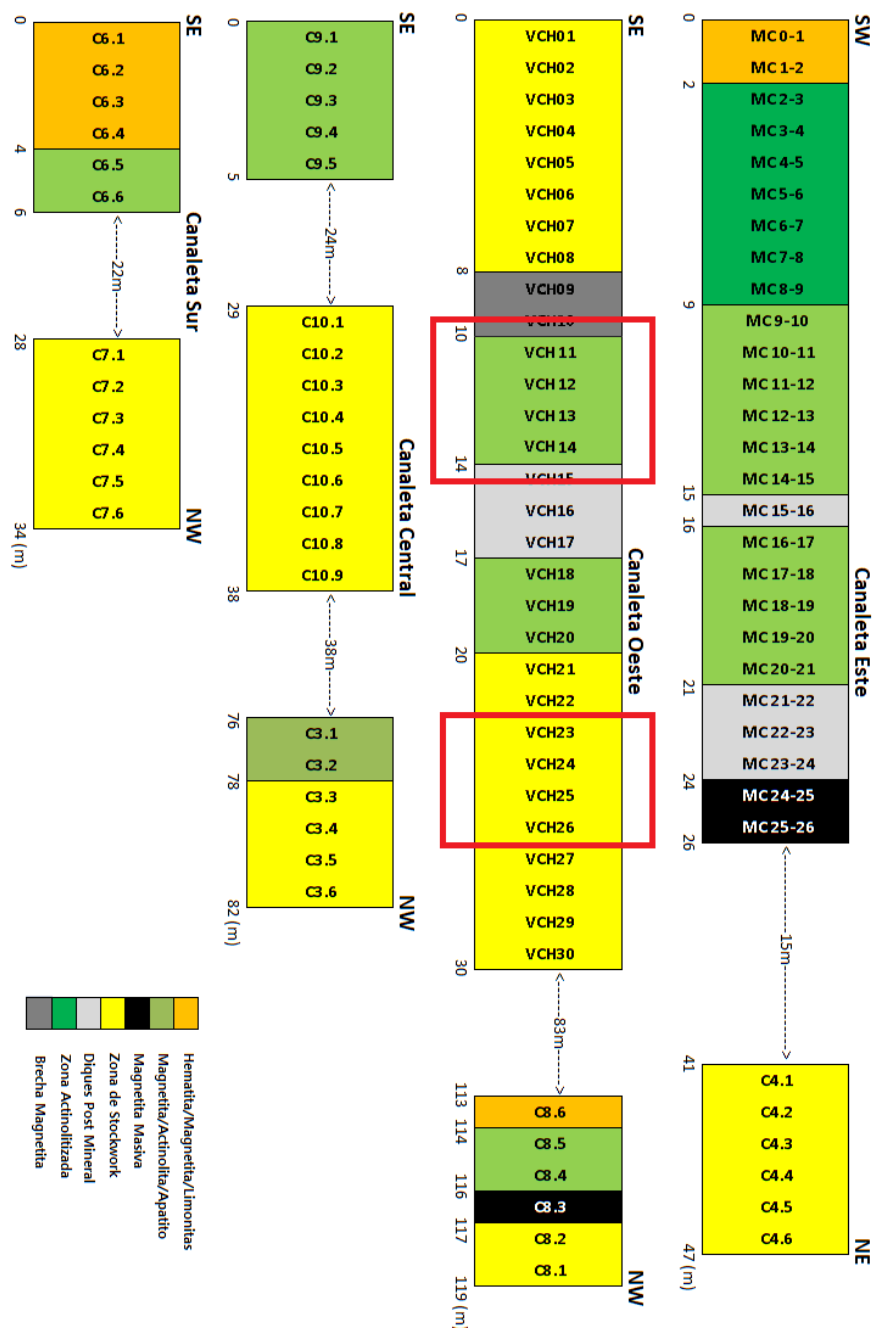 SE
0
C6.1
C6.2
C6.3
C6.4
4
C6.5
C6.6
6
Canaleta Sur
22m
28
C7.1
C7.2
C7.3
C7.4
C7.5
C7.6
NW
34 (m)
SE
0
C9.1
C9.2
C9.3
C9.4
C9.5
5
24m
29
C10.1
C10.2
C10.3
C10.4
C10.5
C10.6
C10.7
C10.8
C10.9
Canaleta Central
38
38m
76
C3.1
C3.2
78
C3.3
C3.4
C3.5
C3.6
NW
82 (m)
SE
0
VCH01
VCH02
VCH03
VCH04
VCH05
VCH06
VCH07
VCH08
8
VCH09
VCH10
10
VCH11
VCH12
VCH13
VCH14
14
VCH15
VCH16
VCH17
17
VCH18
VCH19
VCH20
Canaleta Oeste
20
VCH21
VCH22
VCH23
VCH24
VCH25
VCH26
VCH27
VCH28
VCH29
VCH30
30
83m
113
C8.6
114
C8.5
C8.4
116
C8.3
117
C8.2
C8.1
NW
119 (m)
SW
0
MC0-1
MC1-2
2
MC2-3
MC3-4
MC4-5
MC5-6
MC6-7
MC7-8
MC8-9
9
MC9-10
MC10-11
MC11-12
MC12-13
MC13-14
MC14-15
15
MC15-16
16
MC16-17
MC17-18
MC18-19
MC19-20
MC20-21
Canaleta Este
21
MC21-22
MC22-23
MC23-24
24
MC24-25
MC25-26
26
15m
41
C4.1
C4.2
C4.3
C4.4
C4.5
C4.6
NE
47 (m)
Hematita/Magnetita/Limonitas
Magnetita/Actinolita/Apatito
Magnetita Masiva
Zona de Stockwork
Diques Post Mineral
Zona Actinolitizada
Brecha Magnetita